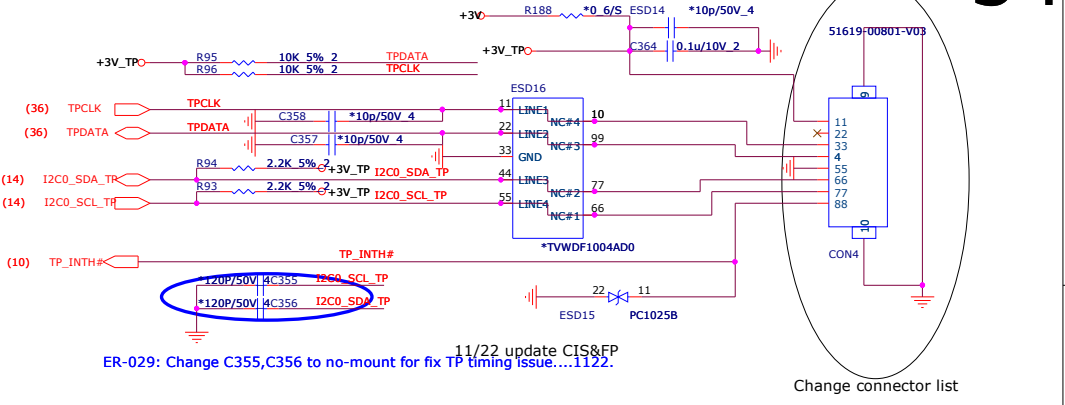 +3V R188 *0_6/S ESD14 *10p/50V_4
+3V_TP C364 0.1u/10V_2
51619-00801-V03
+3V_TP R95 10K_5%_2 TPDATA
R96 10K_5%_2 TPCLK
ESD16
(36) TPCLK TPCLK 11 LINE1 NC#4 10
C358 *10p/50V_4
(36) TPDATA TPDATA 22 LINE2 NC#3 99
C357 *10p/50V_4
33 GND
R94 2.2K_5%_2 +3V_TP I2C0_SDA_TP
(14) I2C0_SDA_TP 44 LINE3 NC#2 77
R93 2.2K_5%_2 +3V_TP I2C0_SCL_TP
(14) I2C0_SCL_TP 55 LINE4 NC#1 66
*TVWDF1004AD0
9
11
22
33
4
55
66
77
88
10
CON4
(10) TP_INTH# TP_INTH#
*120P/50V_4 C355 I2C0_SCL_TP
*120P/50V_4 C356 I2C0_SDA_TP
22 11
ESD15 PC1025B
11/22 update CIS&FP
ER-029: Change C355,C356 to no-mount for fix TP timing issue....1122.
Change connector list